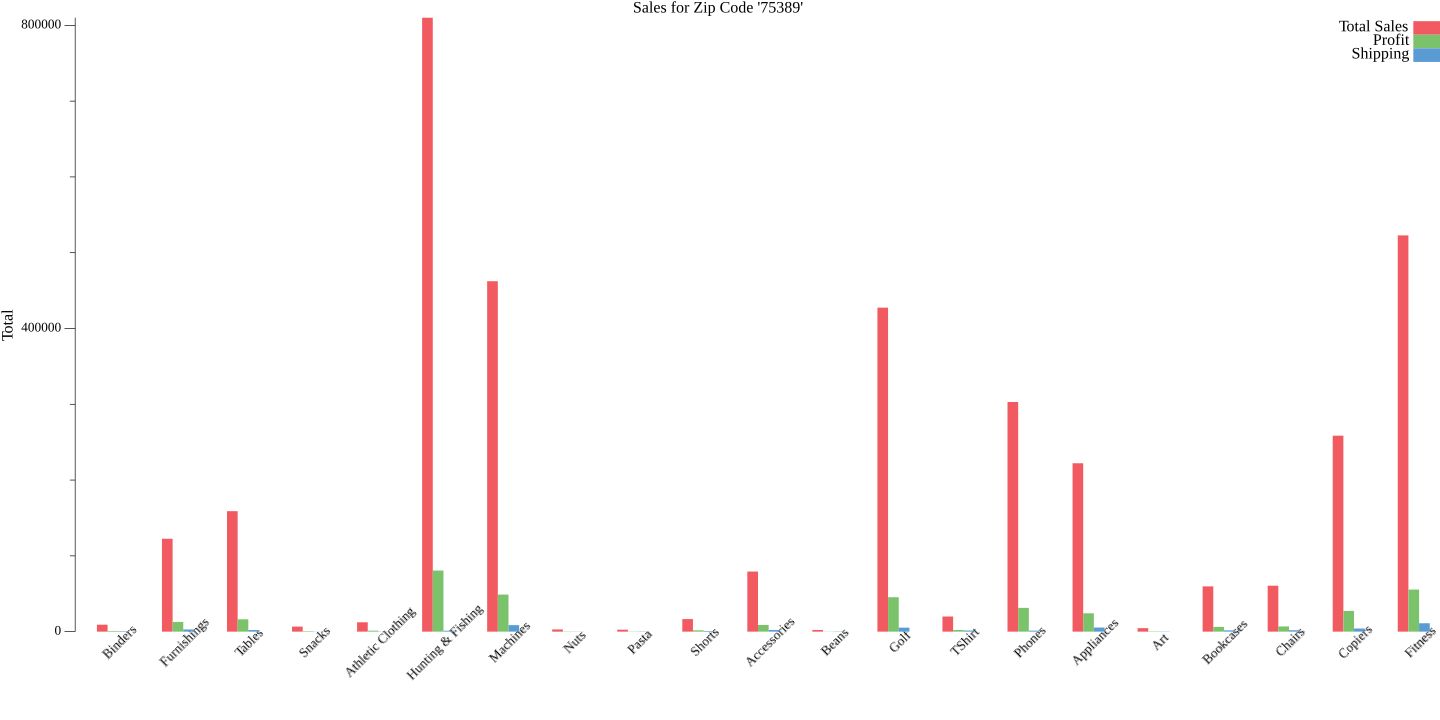 Sales for Zip Code '75389'
Total Sales
Profit
Shipping
Total
800000
400000
0
Binders
Furnishings
Tables
Snacks
Athletic Clothing
Hunting & Fishing
Machines
Nuts
Pasta
Shorts
Accessories
Beans
Golf
TShirt
Phones
Appliances
Art
Bookcases
Chairs
Copiers
Fitness